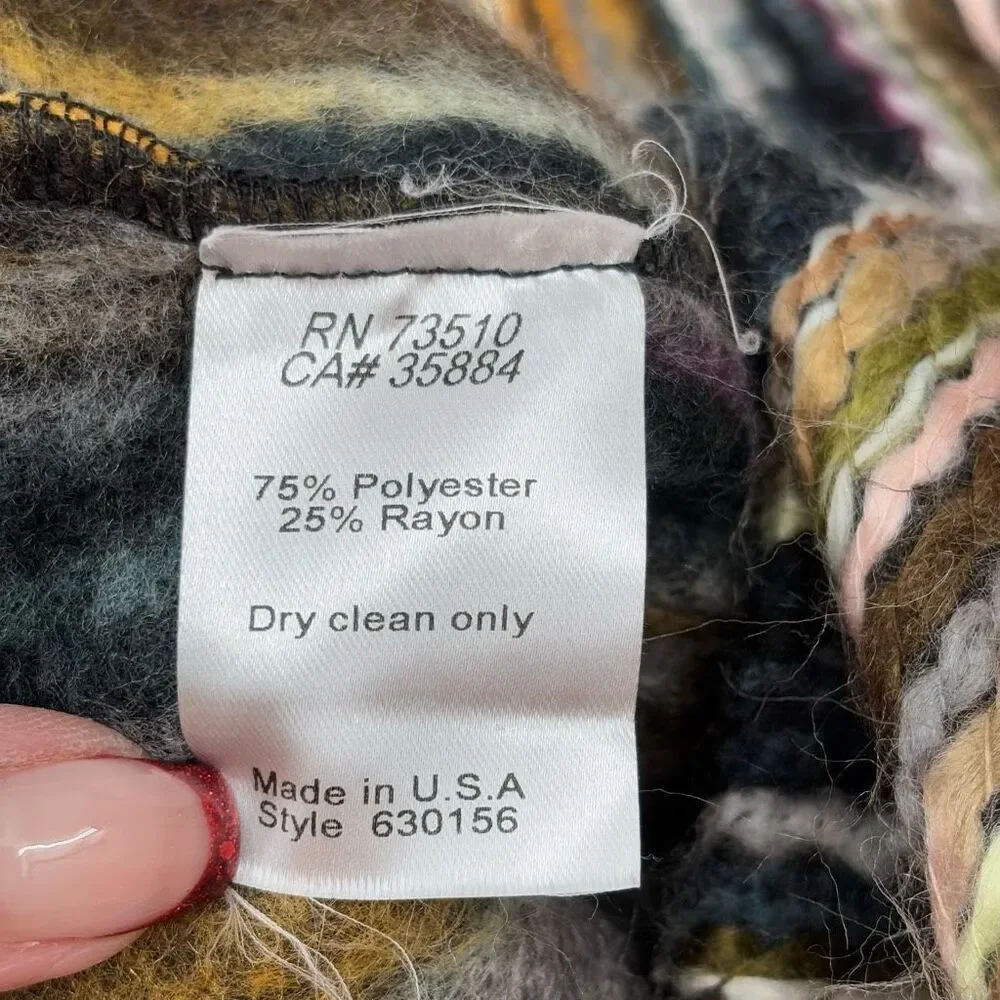 RN 73510
CA# 35884
75% Polyester
25% Rayon
Dry clean only
Made in U.S.A
Style 630156